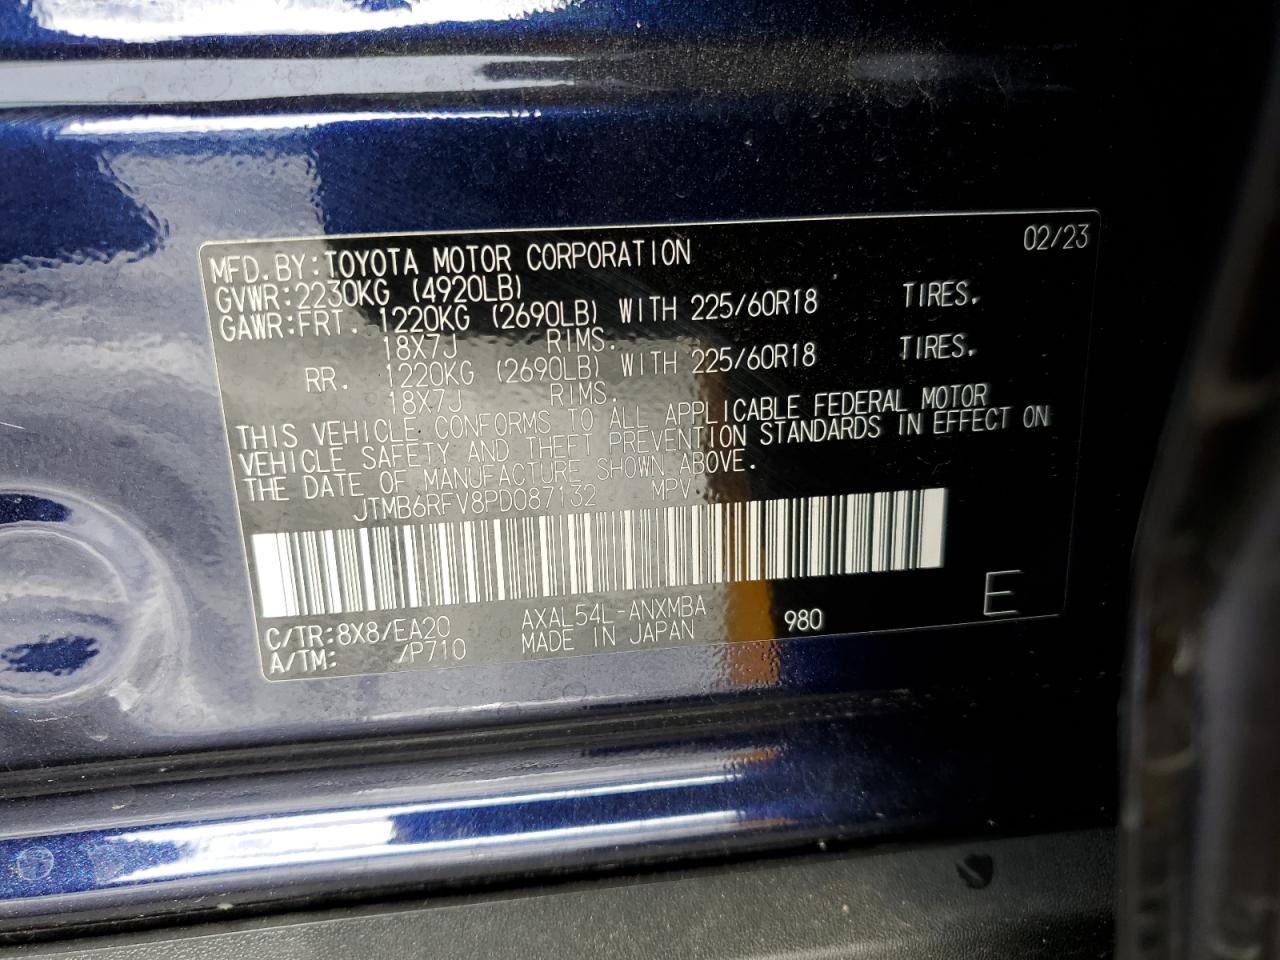 MFD.BY:TOYOTA MOTOR CORPORATION 02/23
GVWR:2230KG (4920LB)
GAWR:FRT. 1220KG (2690LB) WITH 225/60R18 TIRES.
18X7J RIMS.
RR. 1220KG (2690LB) WITH 225/60R18 TIRES.
18X7J RIMS.
THIS VEHICLE CONFORMS TO ALL APPLICABLE FEDERAL MOTOR
VEHICLE SAFETY AND THEFT PREVENTION STANDARDS IN EFFECT ON
THE DATE OF MANUFACTURE SHOWN ABOVE.
JTMB6RFV8PD087132 MPV
C/TR:8X8/EA20 AXAL54L-ANXMBA 980 E
A/TM: /P710 MADE IN JAPAN